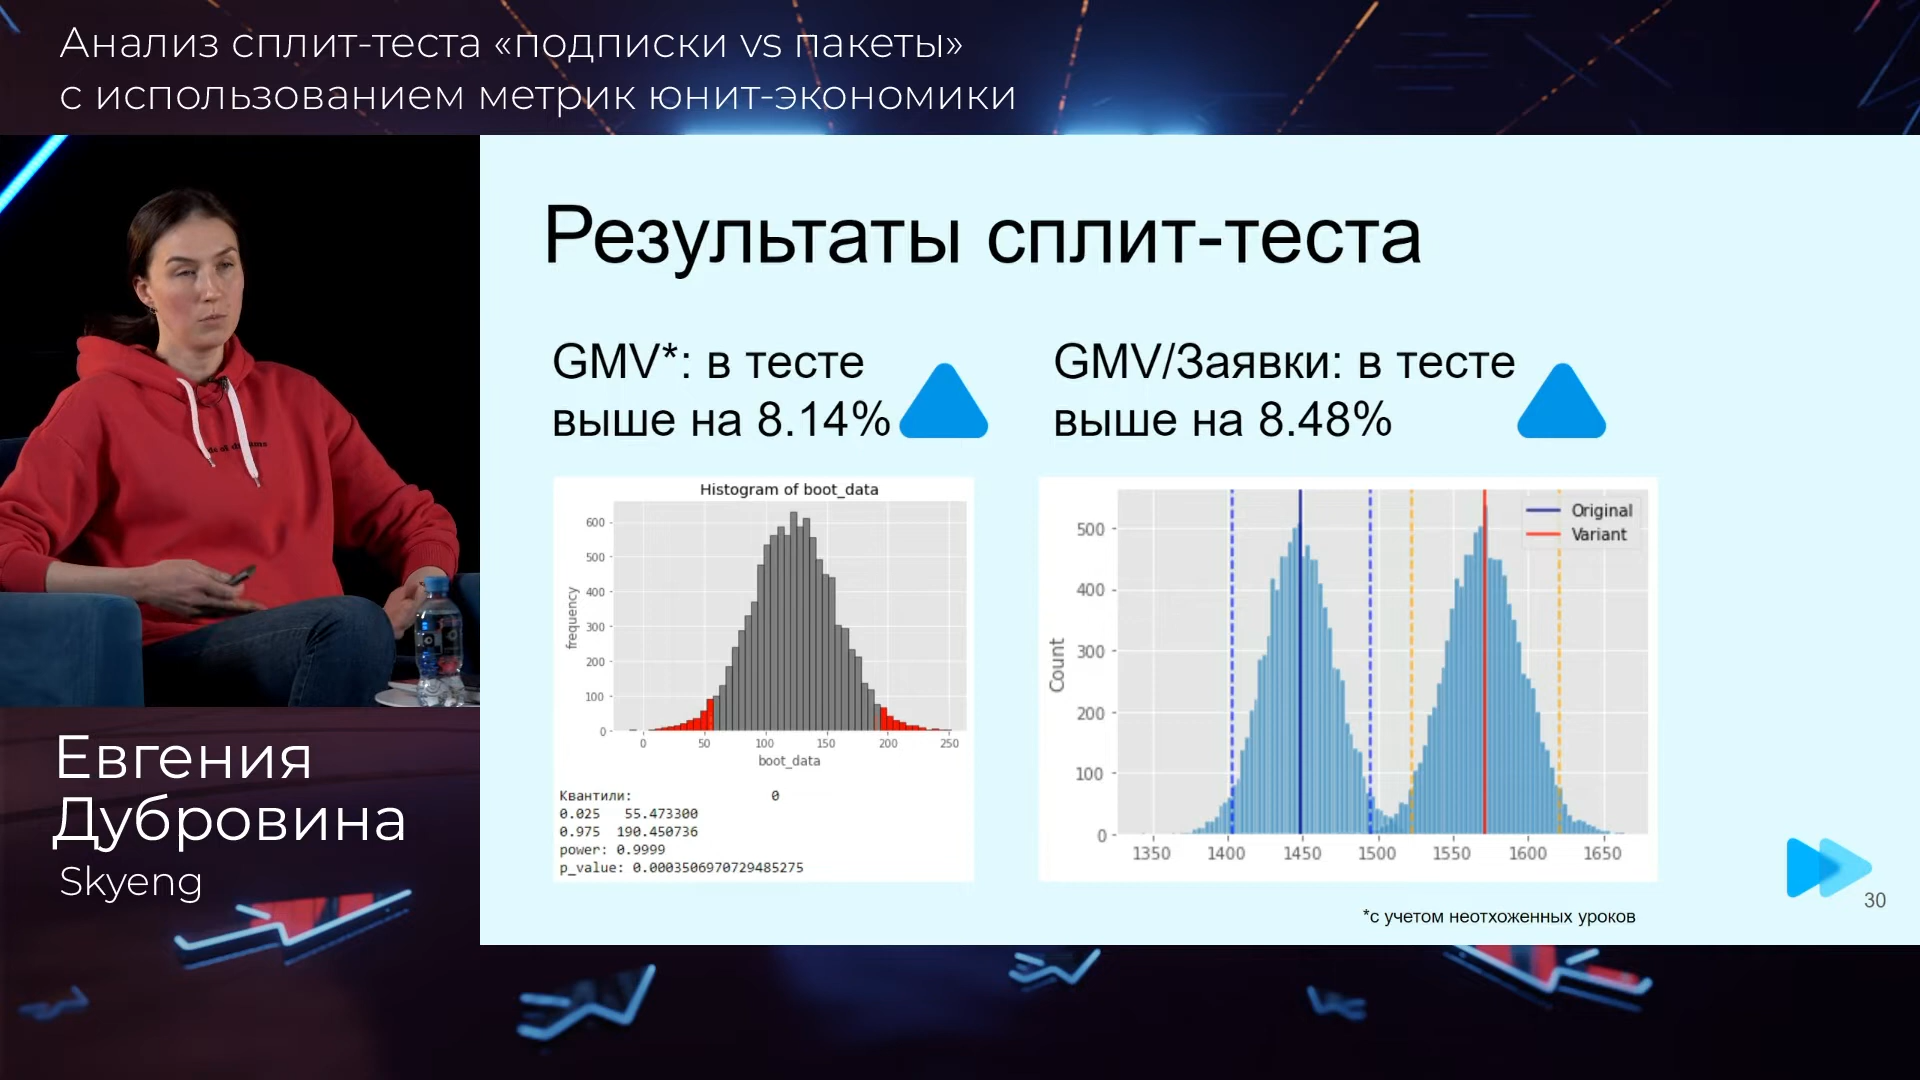 Анализ сплит-теста «подписки vs пакеты»
с использованием метрик юнит-экономики
Результаты сплит-теста
GMV*: в тесте
выше на 8.14%
GMV/Заявки: в тесте
выше на 8.48%
Histogram of boot_data
frequency
600
500
400
300
200
100
0
0 50 100 150 200 250
boot_data
Квантили: 0
0.025 55.473300
0.975 190.450736
power: 0.9999
p_value: 0.0003506970729485275
Original
Variant
Count
500
400
300
200
100
0
1350 1400 1450 1500 1550 1600 1650
*с учетом неотхоженных уроков
30
Евгения
Дубровина
Skyeng